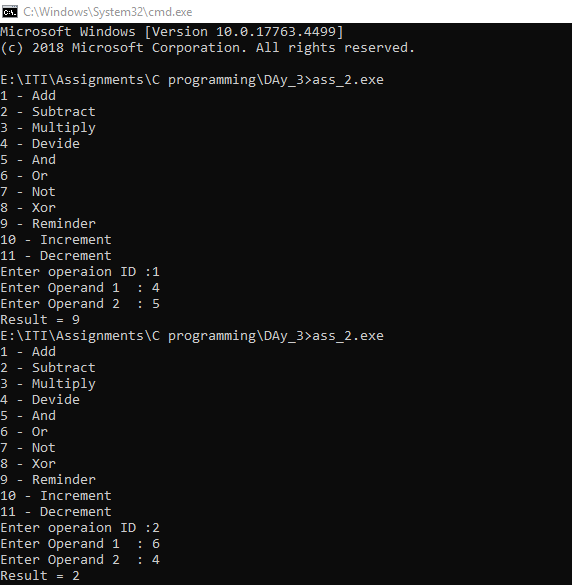 C:\Windows\System32\cmd.exe
Microsoft Windows [Version 10.0.17763.4499]
(c) 2018 Microsoft Corporation. All rights reserved.
E:\ITI\Assignments\C programming\DAy_3>ass_2.exe
1 - Add
2 - Subtract
3 - Multiply
4 - Devide
5 - And
6 - Or
7 - Not
8 - Xor
9 - Reminder
10 - Increment
11 - Decrement
Enter operaion ID :1
Enter Operand 1  : 4
Enter Operand 2  : 5
Result = 9
E:\ITI\Assignments\C programming\DAy_3>ass_2.exe
1 - Add
2 - Subtract
3 - Multiply
4 - Devide
5 - And
6 - Or
7 - Not
8 - Xor
9 - Reminder
10 - Increment
11 - Decrement
Enter operaion ID :2
Enter Operand 1  : 6
Enter Operand 2  : 4
Result = 2